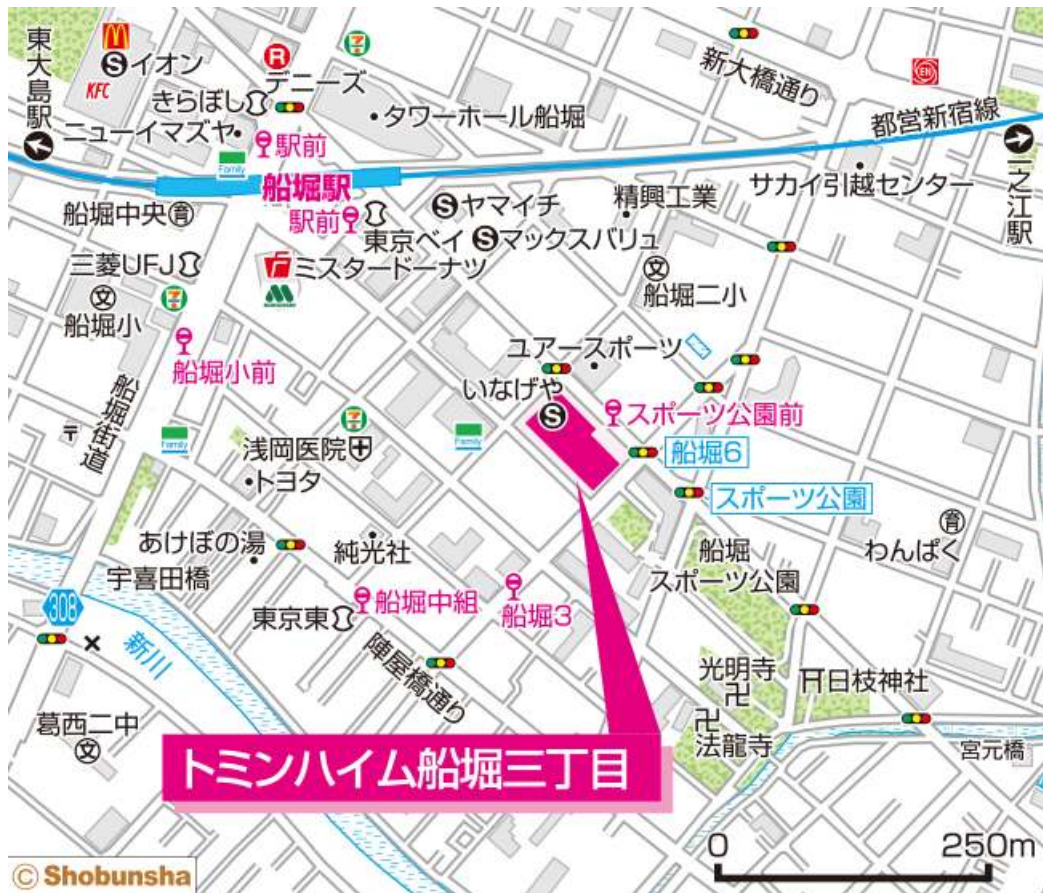 東大島駅
イオン
KFC
R
デニーズ
新大橋通り
EN
きらぼし
タワーホール船堀
都営新宿線
ニューイマズヤ
駅前
Family
一之江駅
船堀駅
サカイ引越センター
船堀中央
育
駅前
S ヤマイチ
精興工業
東京ベイ
S マックスバリュ
三菱UFJ
ミスタードーナツ
文
船堀二小
文
船堀小
船堀小前
ユアースポーツ
いなげや
S
スポーツ公園前
船堀街道
〒
Family
浅岡医院
Family
船堀6
トヨタ
スポーツ公園
あけぼの湯
純光社
船堀
スポーツ公園
育
わんぱく
宇喜田橋
308
東京東
船堀中組
船堀3
新川
陣屋橋通り
光明寺
卍
日枝神社
葛西二中
文
卍
法龍寺
宮元橋
トミンハイム船堀三丁目
0 250m
© Shobunsha